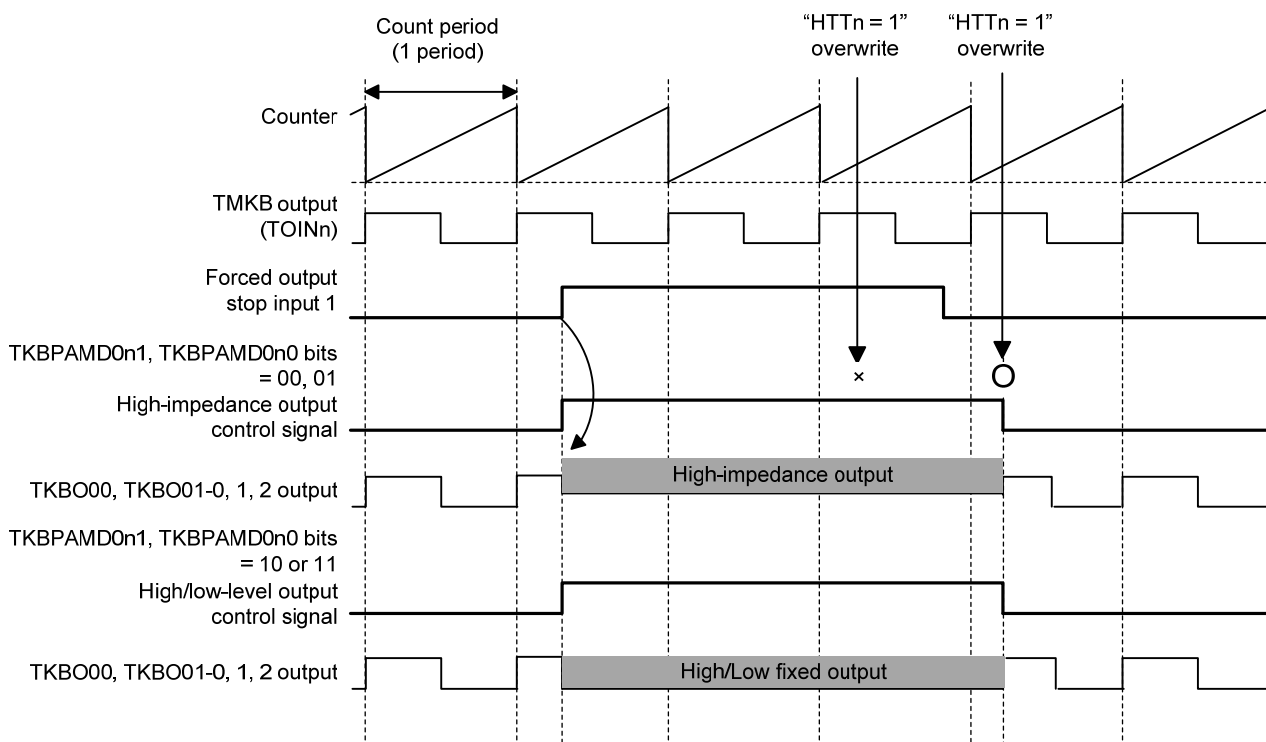 Count period
(1 period)
“HTTn = 1”
overwrite
“HTTn = 1”
overwrite
Counter
TMKB output
(TOINn)
Forced output
stop input 1
TKBPAMD0n1, TKBPAMD0n0 bits
= 00, 01
×
O
High-impedance output
control signal
High-impedance output
TKBO00, TKBO01-0, 1, 2 output
TKBPAMD0n1, TKBPAMD0n0 bits
= 10 or 11
High/low-level output
control signal
TKBO00, TKBO01-0, 1, 2 output
High/Low fixed output